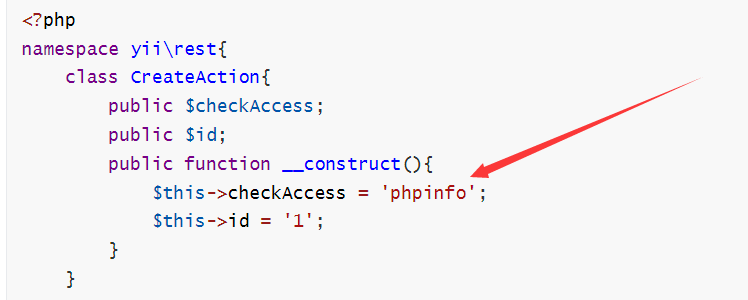 <?php
namespace yii\rest{
    class CreateAction{
        public $checkAccess;
        public $id;
        public function __construct(){
            $this->checkAccess = 'phpinfo';
            $this->id = '1';
        }
    }